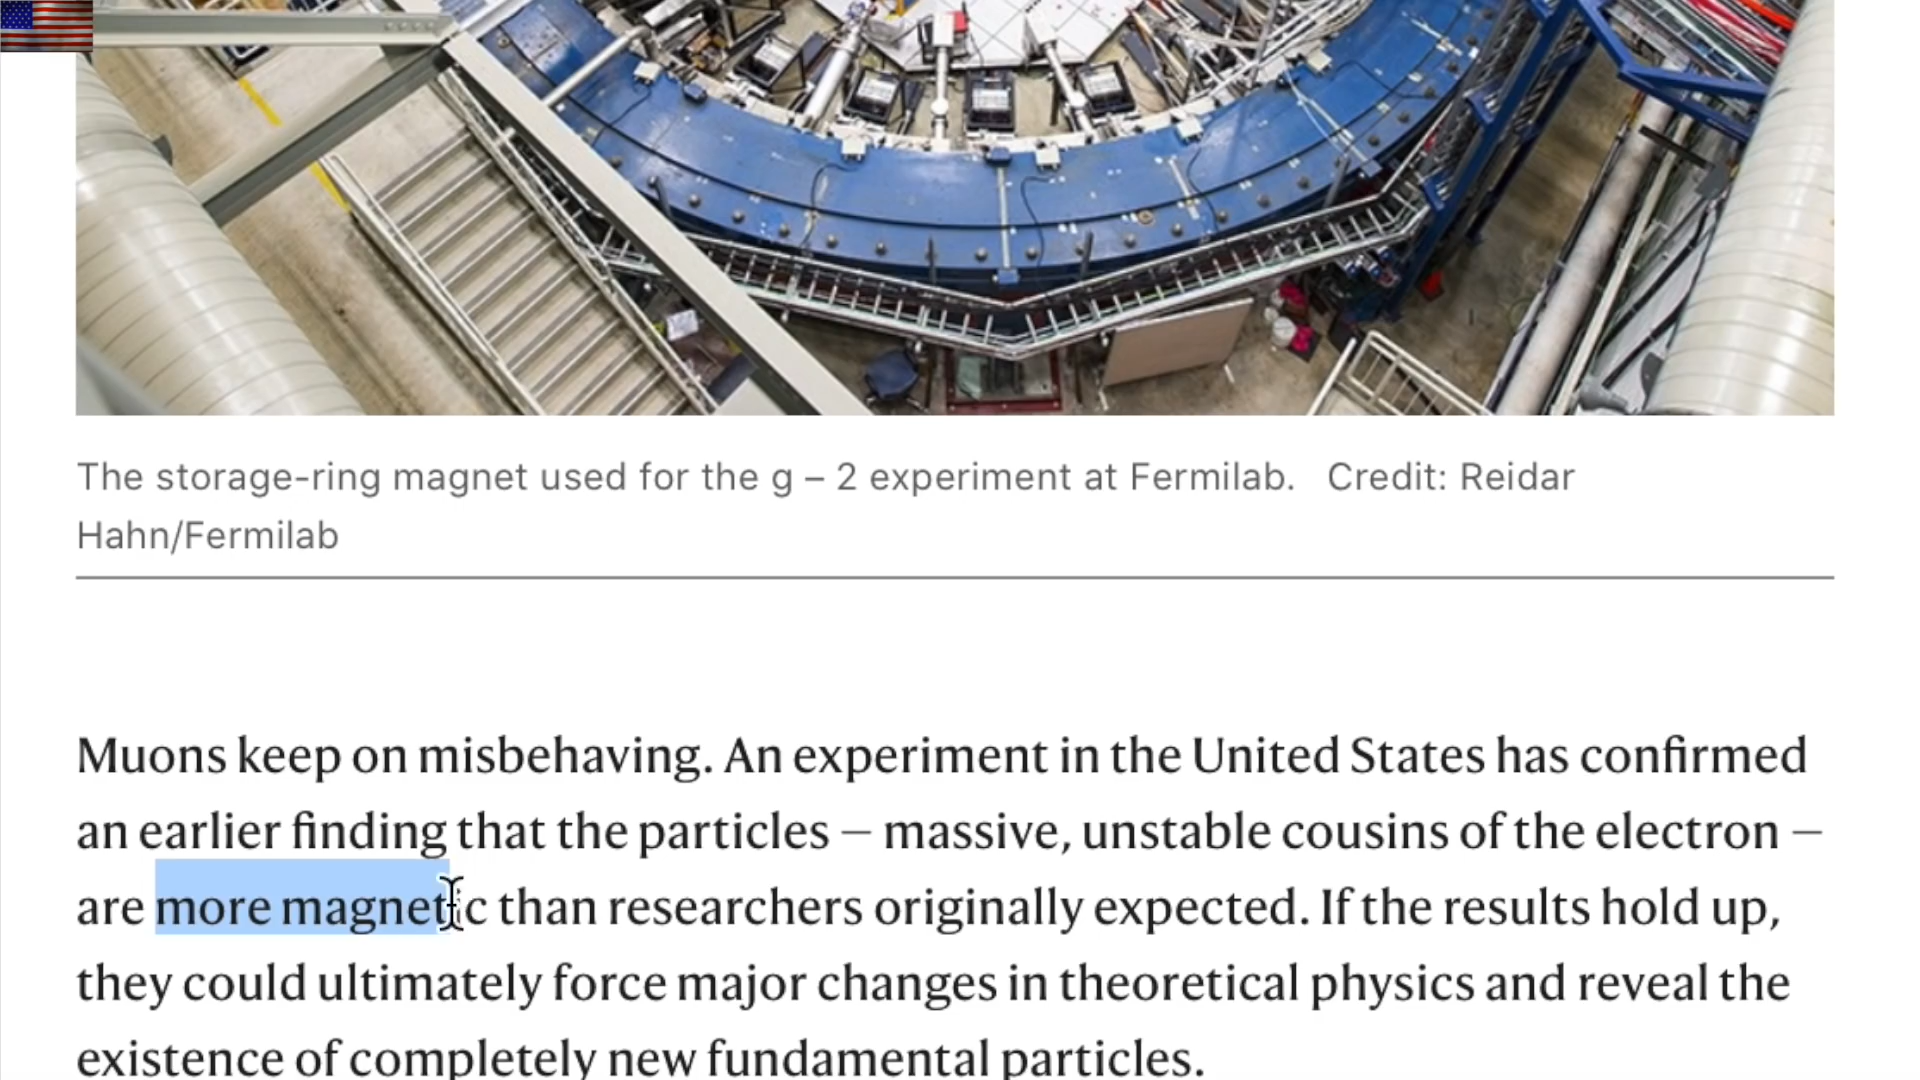 The storage-ring magnet used for the g – 2 experiment at Fermilab. Credit: Reidar
Hahn/Fermilab
Muons keep on misbehaving. An experiment in the United States has confirmed
an earlier finding that the particles — massive, unstable cousins of the electron —
are more magnetic than researchers originally expected. If the results hold up,
they could ultimately force major changes in theoretical physics and reveal the
existence of completely new fundamental particles.